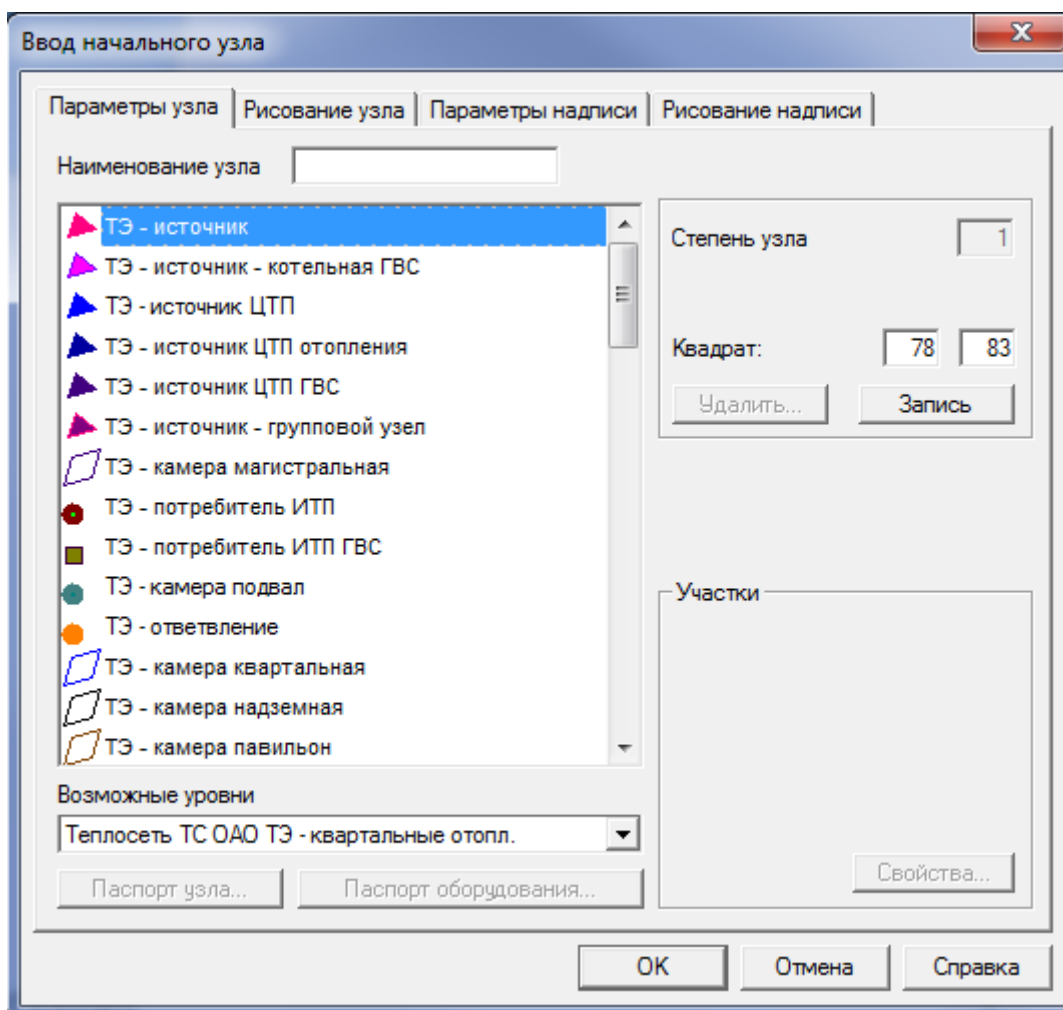 Ввод начального узла
Параметры узла
Рисование узла
Параметры надписи
Рисование надписи
Наименование узла
ТЭ - источник
ТЭ - источник - котельная ГВС
ТЭ - источник ЦТП
ТЭ - источник ЦТП отопления
ТЭ - источник ЦТП ГВС
ТЭ - источник - групповой узел
ТЭ - камера магистральная
ТЭ - потребитель ИТП
ТЭ - потребитель ИТП ГВС
ТЭ - камера подвал
ТЭ - ответвление
ТЭ - камера квартальная
ТЭ - камера надземная
ТЭ - камера павильон
Возможные уровни
Теплосеть ТС ОАО ТЭ - квартальные отопл.
Паспорт узла...
Паспорт оборудования...
Степень узла 1
Квадрат: 78 83
Удалить...
Запись
Участки
Свойства...
OK
Отмена
Справка